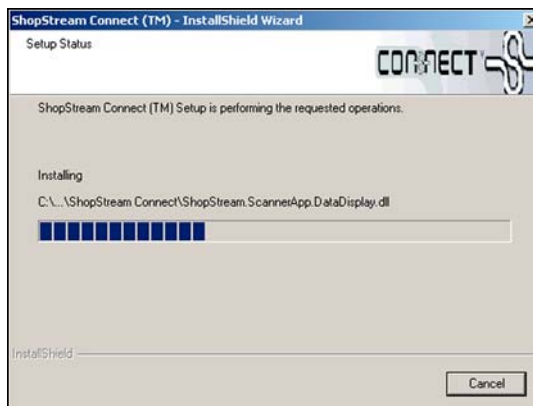 ShopStream Connect (TM) - InstallShield Wizard
Setup Status
CONNECT
ShopStream Connect (TM) Setup is performing the requested operations.
Installing
C:\...\ShopStream Connect\ShopStream.ScannerApp.DataDisplay.dll
InstallShield
Cancel